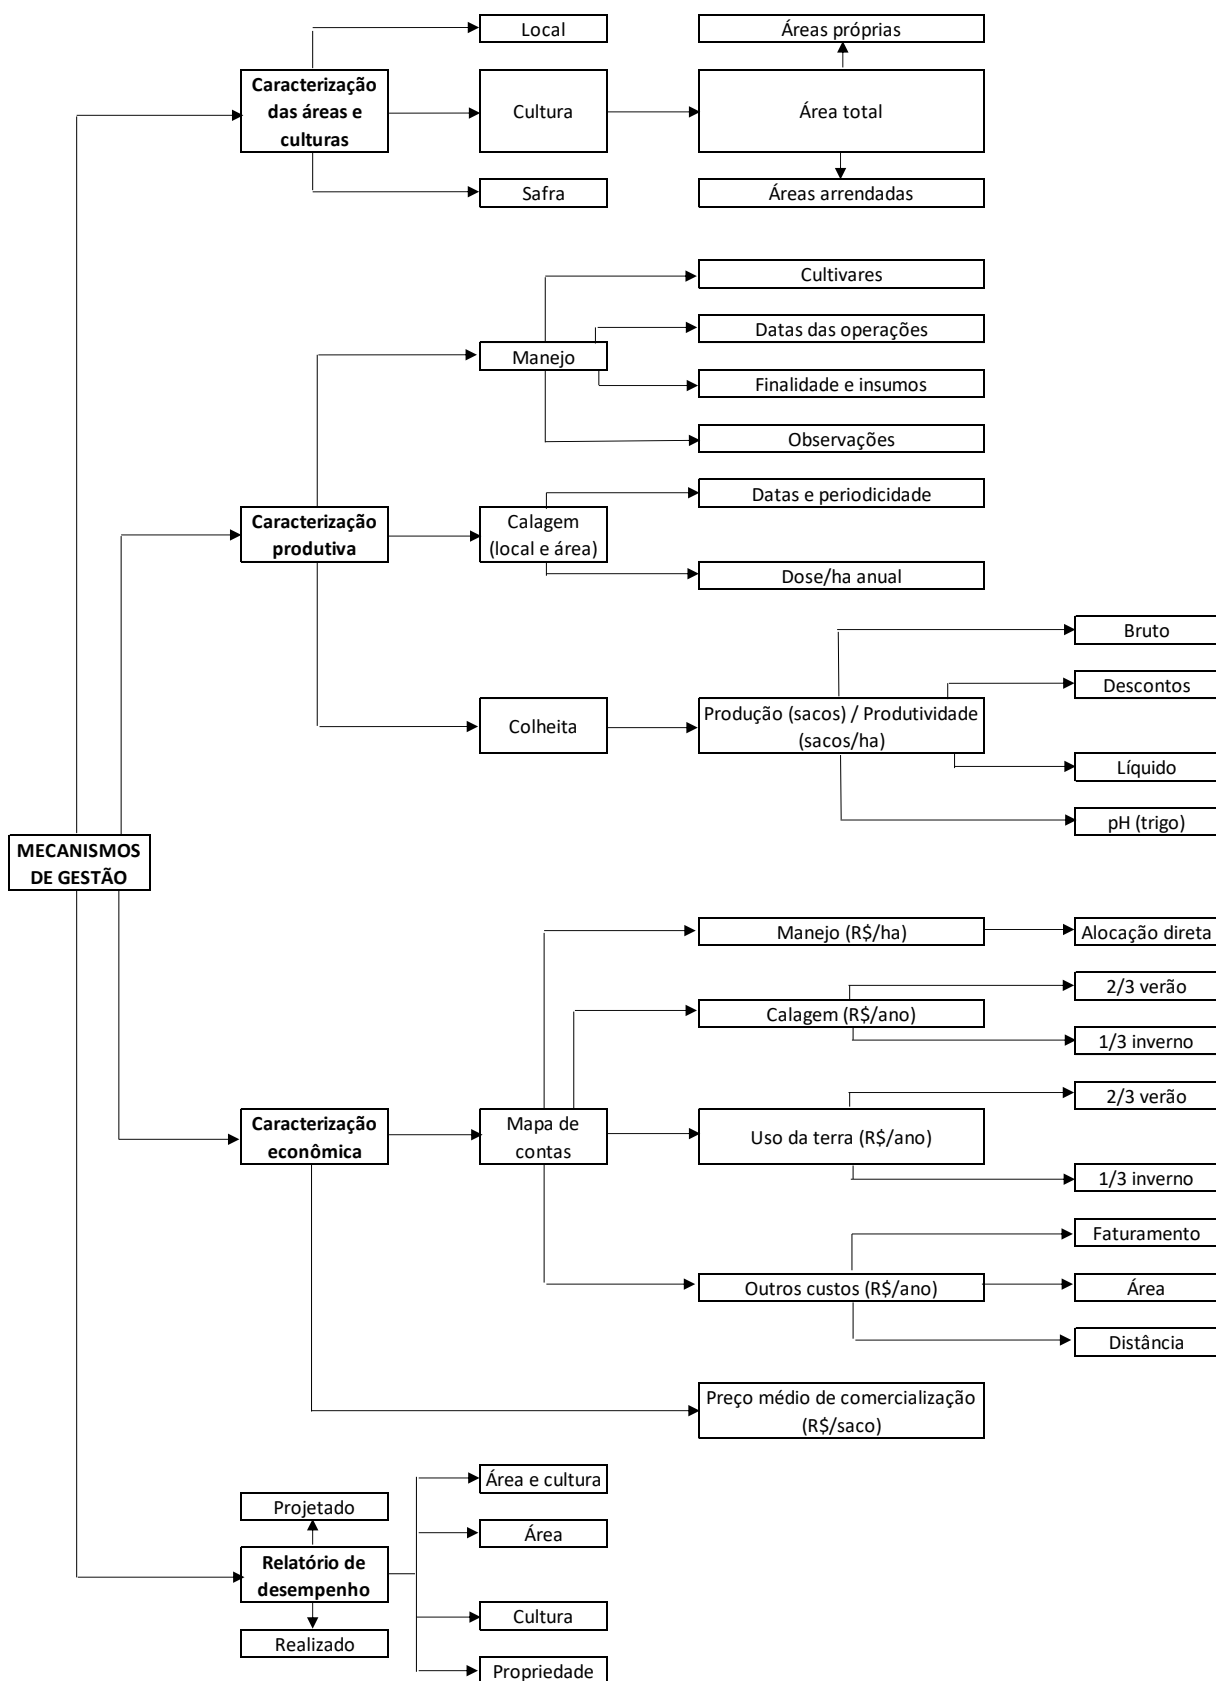 Local
Áreas próprias
Caracterização
das áreas e
culturas
Cultura
Área total
Safra
Áreas arrendadas
Cultivares
Datas das operações
Manejo
Finalidade e insumos
Observações
Datas e periodicidade
Caracterização
produtiva
Calagem
(local e área)
Dose/ha anual
Bruto
Descontos
Colheita
Produção (sacos) / Produtividade
(sacos/ha)
Líquido
pH (trigo)
MECANISMOS
DE GESTÃO
Manejo (R$/ha)
Alocação direta
2/3 verão
Calagem (R$/ano)
1/3 inverno
2/3 verão
Caracterização
econômica
Mapa de
contas
Uso da terra (R$/ano)
1/3 inverno
Faturamento
Outros custos (R$/ano)
Área
Distância
Preço médio de comercialização
(R$/saco)
Área e cultura
Projetado
Área
Relatório de
desempenho
Cultura
Realizado
Propriedade